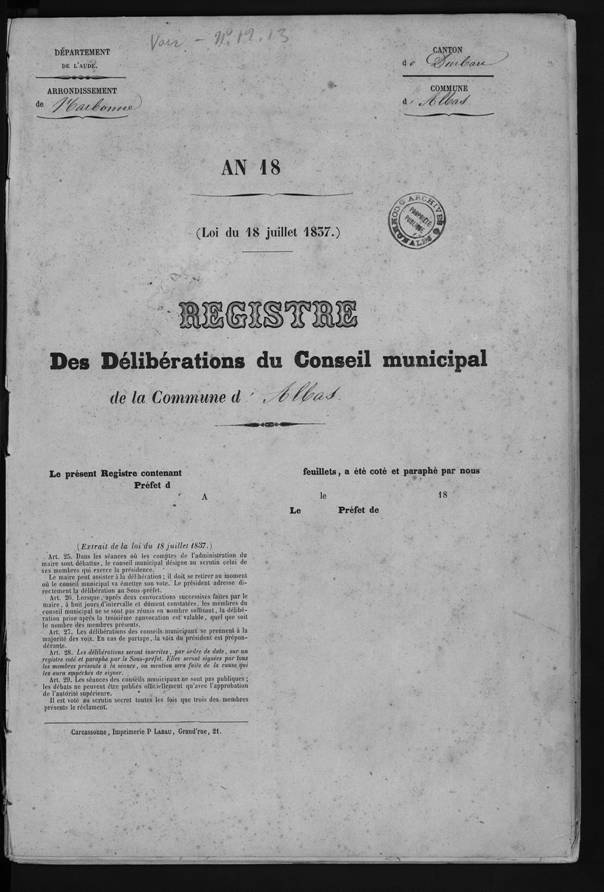 Voir - N°. 12. 13
DÉPARTEMENT
DE L'AUDE.
ARRONDISSEMENT
de Narbonne
CANTON
de Durban
COMMUNE
d' Albas
AN 18
(Loi du 18 juillet 1837.)
ARCHIVES COMMUNALES
PROPRIÉTÉ
PUBLIQUE
REGISTRE
Des Délibérations du Conseil municipal
de la Commune d' Albas.
Le présent Registre contenant feuillets, a été coté et paraphé par nous
Préfet d
A le 18
Le Préfet de
(Extrait de la loi du 18 juillet 1837.)
Art. 25. Dans les séances où les comptes de l'administration du
maire sont débattus, le conseil municipal désigne au scrutin celui de
ses membres qui exerce la présidence.
Le maire peut assister à la délibération; il doit se retirer au moment
où le conseil municipal va émettre son vote. Le président adresse di-
rectement la délibération au Sous-préfet.
Art. 26. Lorsque, après deux convocations successives faites par le
maire, à huit jours d'intervalle et dûment constatées, les membres du
conseil municipal ne se sont pas réunis en nombre suffisant, la délibé-
ration prise après la troisième convocation est valable, quel que soit
le nombre des membres présents.
Art. 27. Les délibérations des conseils municipaux se prennent à la
majorité des voix. En cas de partage, la voix du président est prépon-
dérante.
Art. 28. Les délibérations seront inscrites, par ordre de date, sur un
registre coté et paraphé par le Sous-préfet. Elles seront signées par tous
les membres présents à la séance, ou mention sera faite de la cause qui
les aura empêchés de signer.
Art. 29. Les séances des conseils municipaux ne sont pas publiques;
les débats ne peuvent être publiés officiellement qu'avec l'approbation
de l'autorité supérieure.
Il est voté au scrutin secret toutes les fois que trois des membres
présents le réclament.
Carcassonne, Imprimerie P LABAU, Grand'rue, 21.